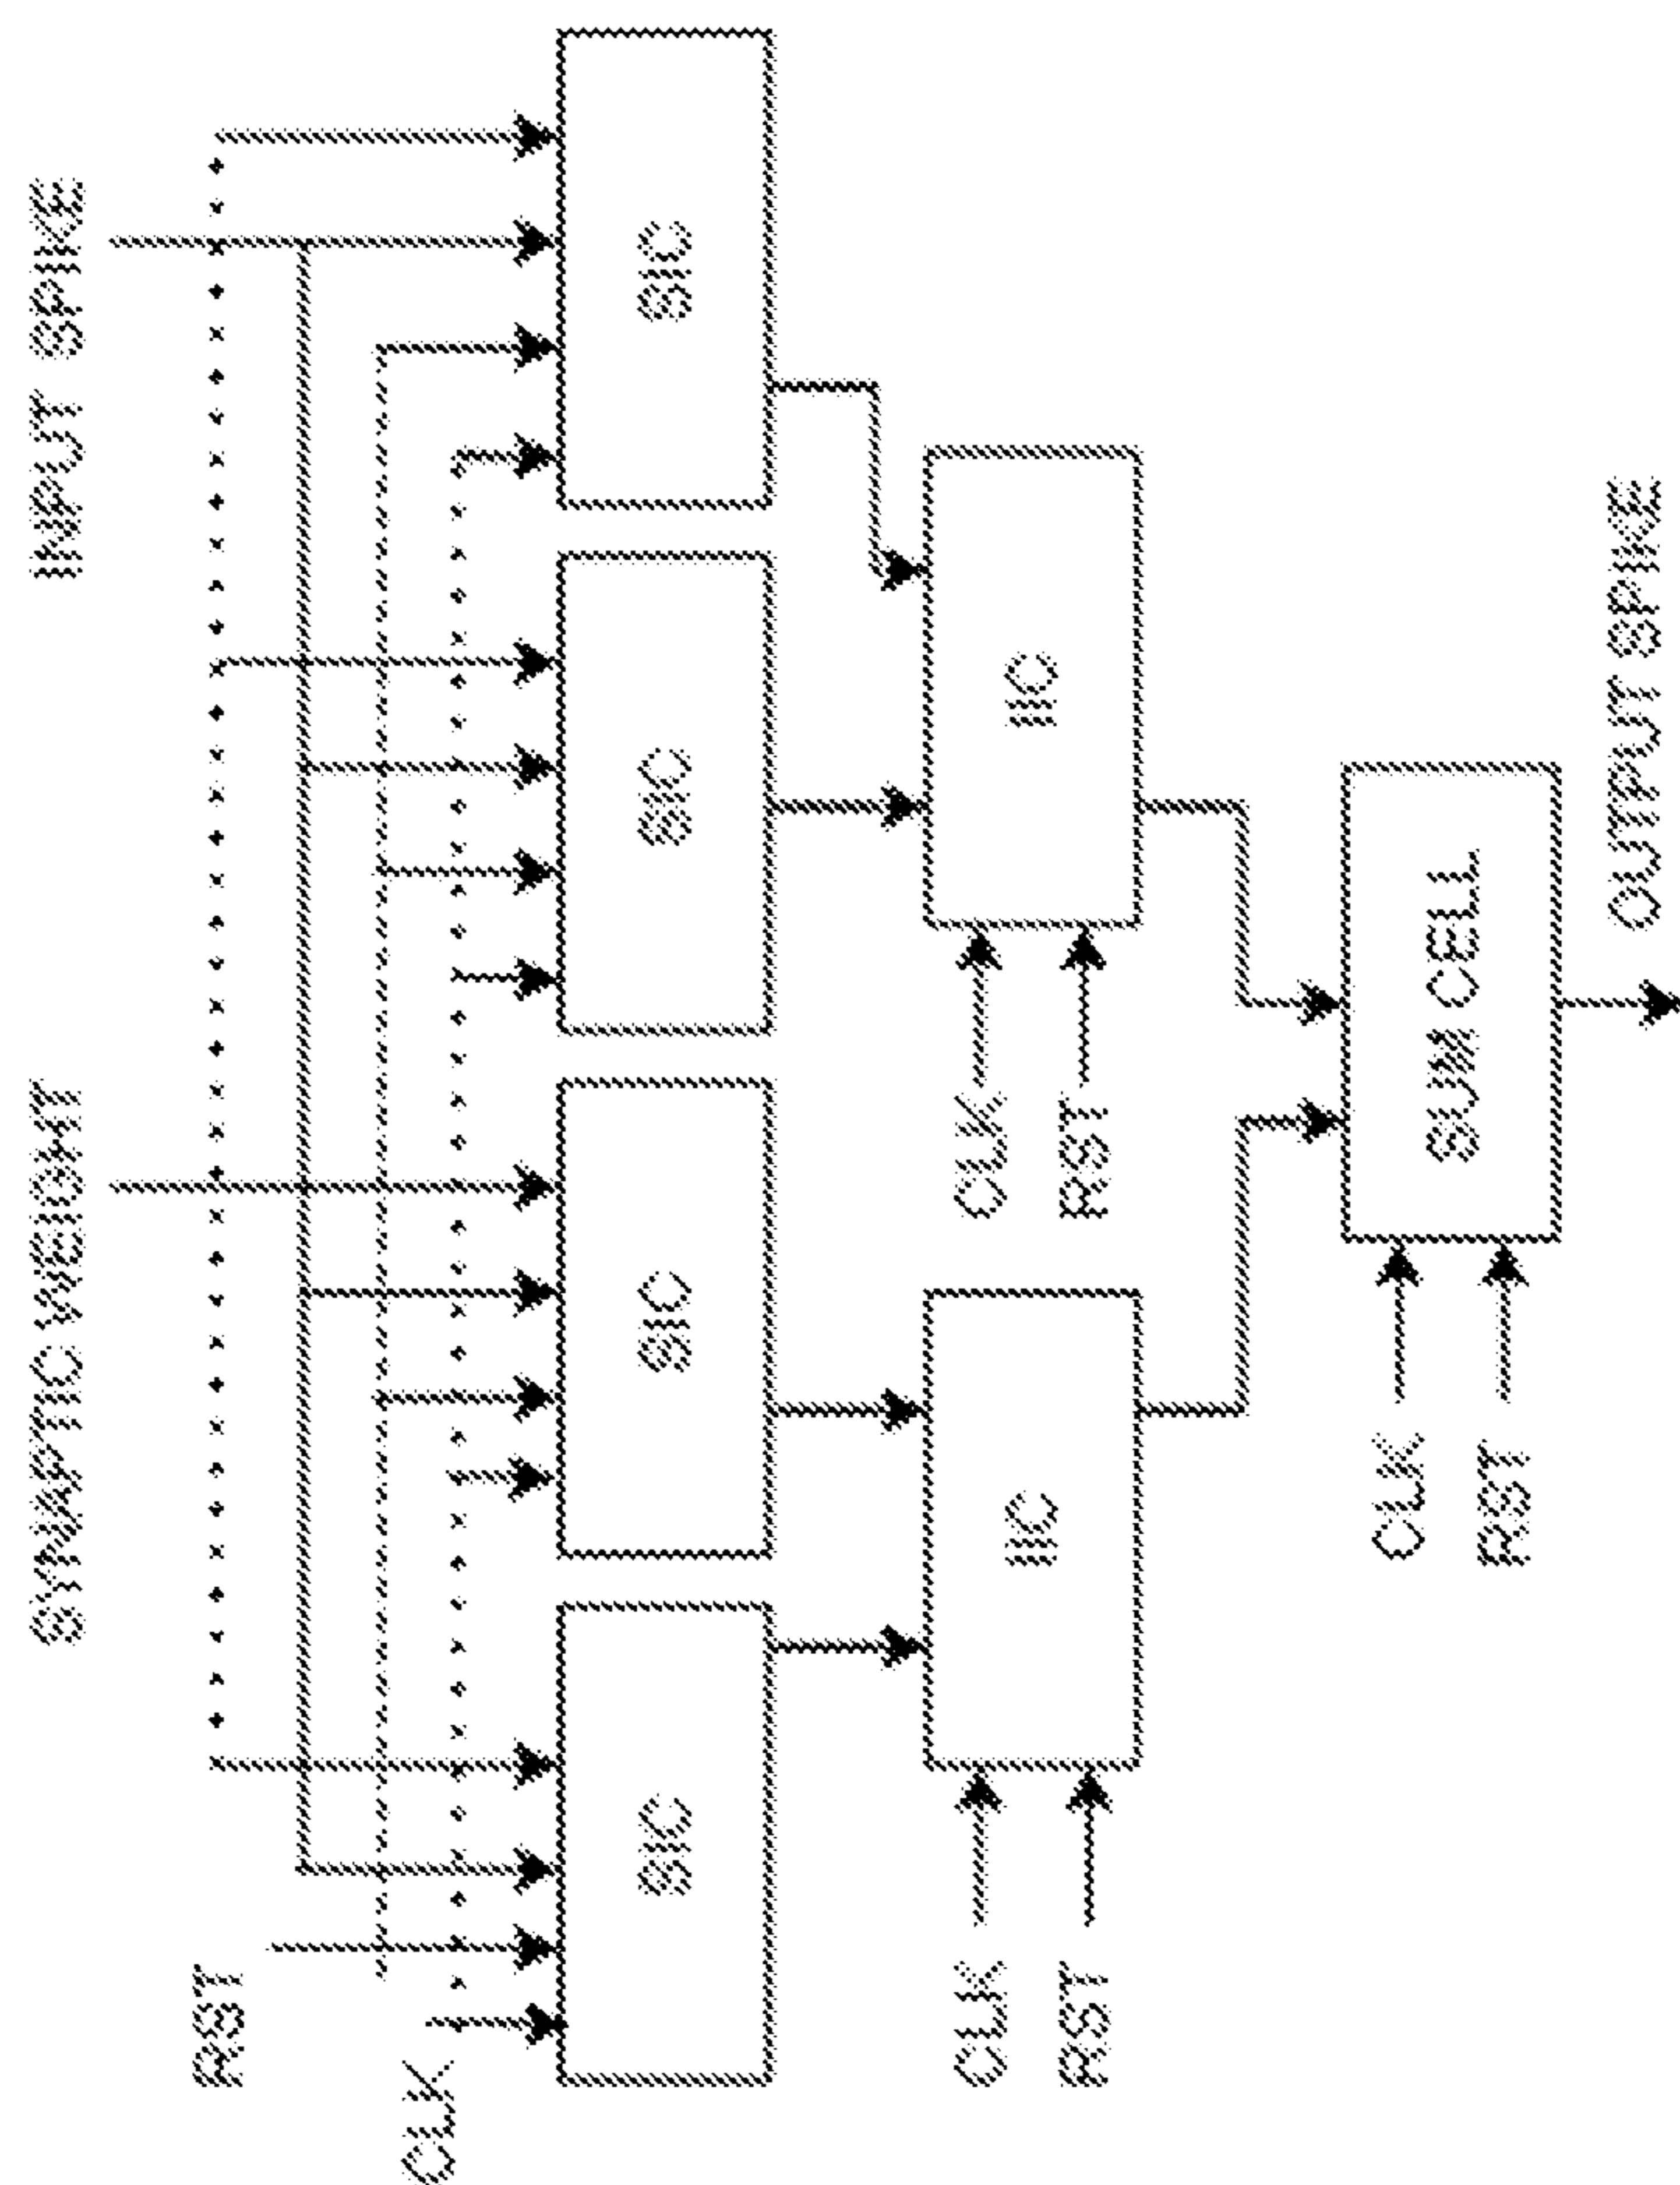 SYNAPTIC WEIGHT
INPUT SPIKE
RST
CLK
SIC
SIC
SIC
SIC
CLK
RST
IIC
CLK
RST
IIC
CLK
RST
SUM CELL
OUTPUT SPIKE